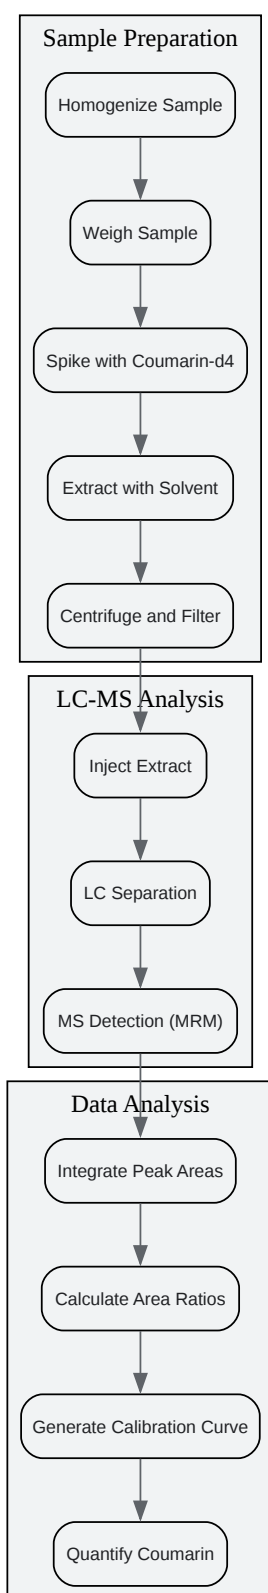 Sample Preparation
Homogenize Sample
Weigh Sample
Spike with Coumarin-d4
Extract with Solvent
Centrifuge and Filter
LC-MS Analysis
Inject Extract
LC Separation
MS Detection (MRM)
Data Analysis
Integrate Peak Areas
Calculate Area Ratios
Generate Calibration Curve
Quantify Coumarin